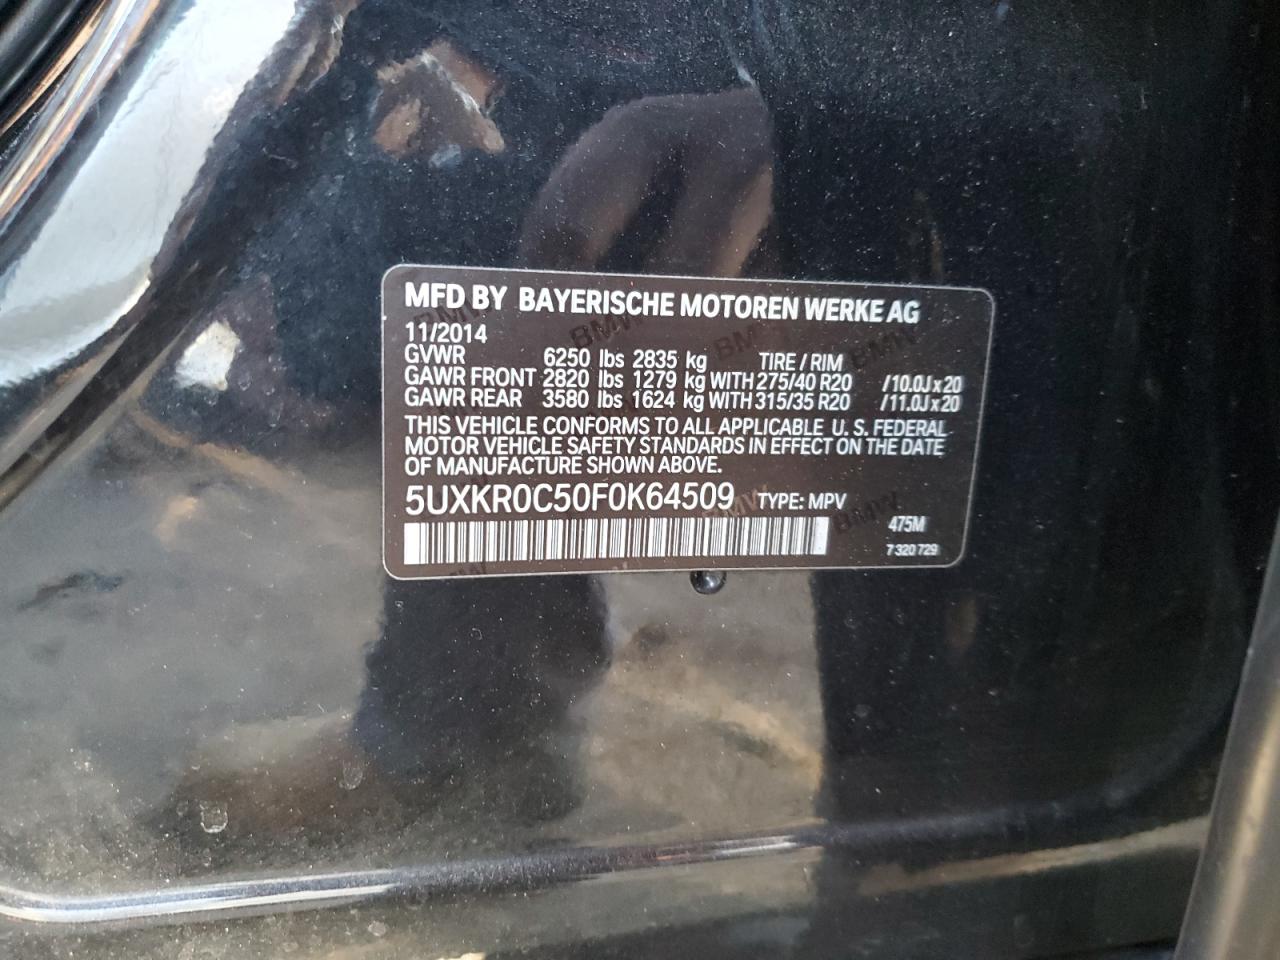 MFD BY BAYERISCHE MOTOREN WERKE AG
11/2014
GVWR 6250 lbs 2835 kg TIRE / RIM
GAWR FRONT 2820 lbs 1279 kg WITH 275/40 R20 /10.0J x 20
GAWR REAR 3580 lbs 1624 kg WITH 315/35 R20 /11.0J x 20
THIS VEHICLE CONFORMS TO ALL APPLICABLE U. S. FEDERAL
MOTOR VEHICLE SAFETY STANDARDS IN EFFECT ON THE DATE
OF MANUFACTURE SHOWN ABOVE.
5UXKR0C50F0K64509 TYPE: MPV
475M
7 320 729